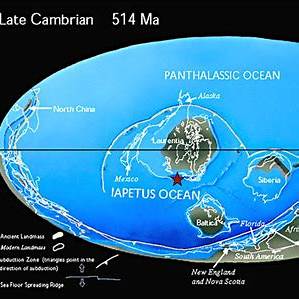 Late Cambrian 514 Ma
PANTHALASSIC OCEAN
Alaska
North China
Laurentia
Mexico
IAPETUS OCEAN
Siberia
Baltica
Florida
Afri
South America
New England
and Nova Scotia
Ancient Landmass
Modern Landmass
ubduction Zone (triangles point in the
direction of subduction)
Sea Floor Spreading Ridge